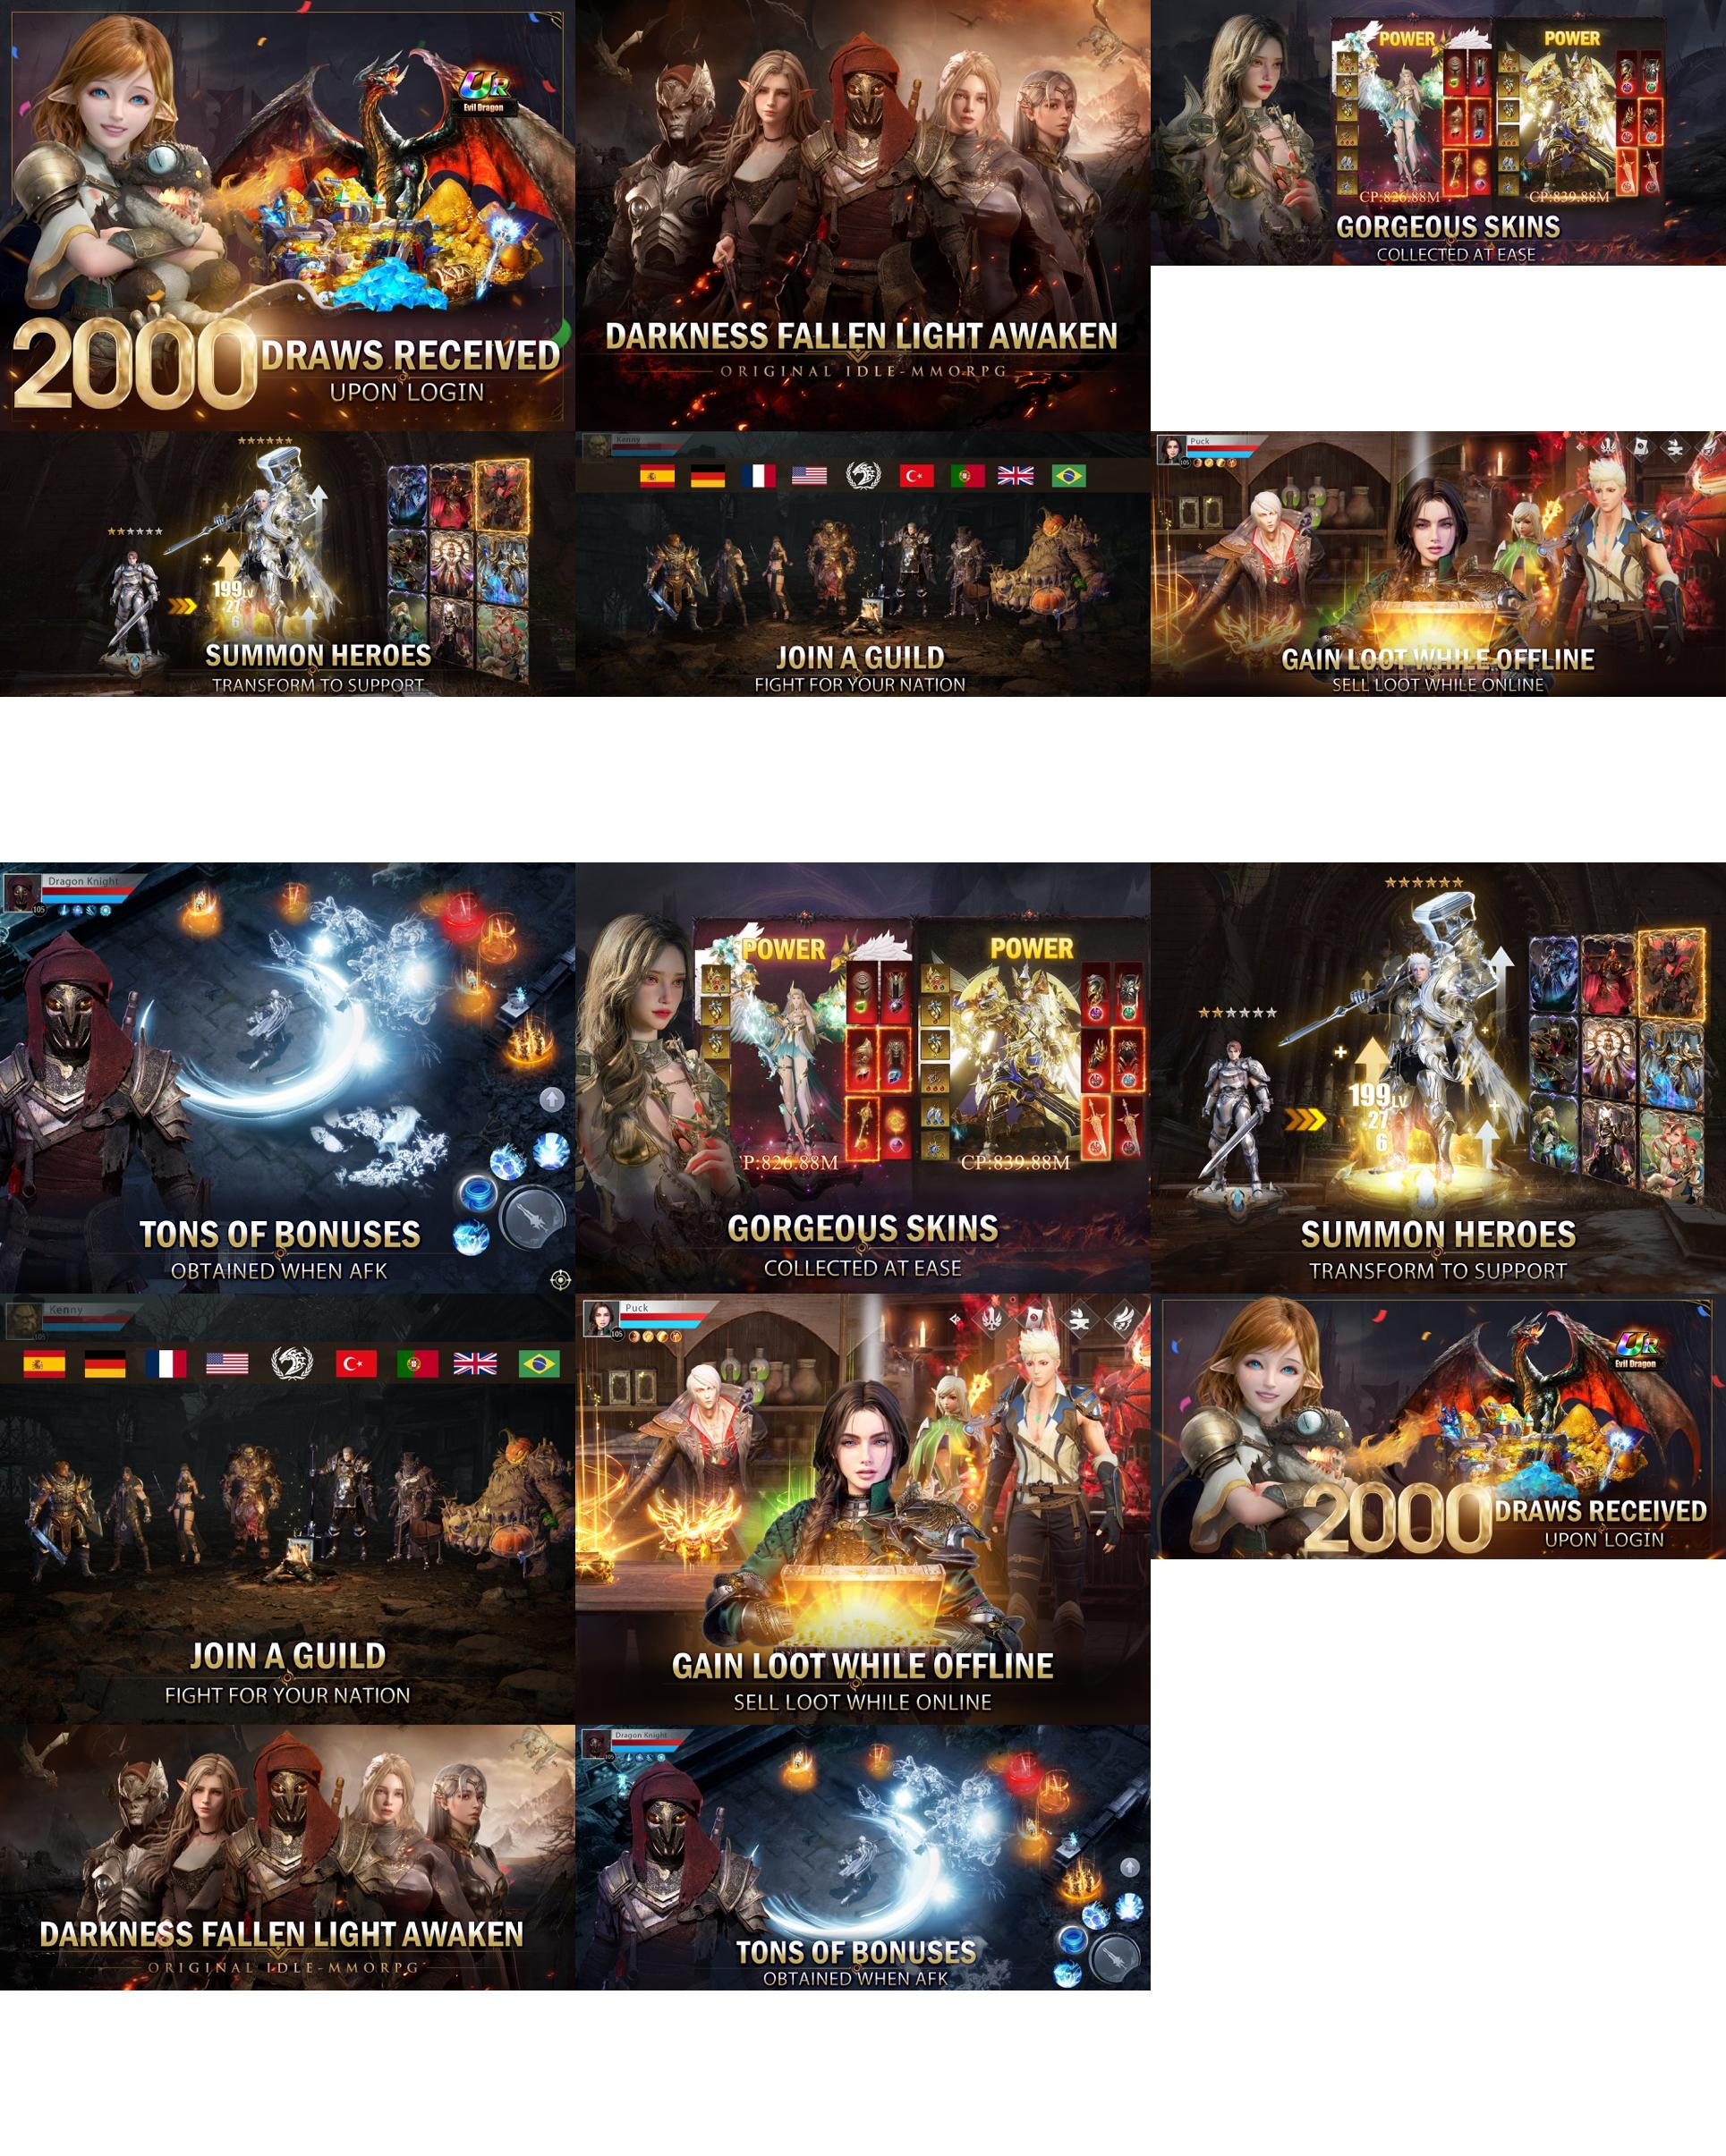 UR
Evil Dragon
2000 DRAWS RECEIVED
UPON LOGIN
DARKNESS FALLEN LIGHT AWAKEN
ORIGINAL IDLE-MMORPG
POWER
POWER
CP:826.88M
CP:839.88M
GORGEOUS SKINS
COLLECTED AT EASE
199LV
27
6
SUMMON HEROES
TRANSFORM TO SUPPORT
Kenny
JOIN A GUILD
FIGHT FOR YOUR NATION
Puck
105
GAIN LOOT WHILE OFFLINE
SELL LOOT WHILE ONLINE
Dragon Knight
105
TONS OF BONUSES
OBTAINED WHEN AFK
POWER
POWER
P:826.88M
CP:839.88M
GORGEOUS SKINS
COLLECTED AT EASE
199LV
27
6
SUMMON HEROES
TRANSFORM TO SUPPORT
Kenny
105
JOIN A GUILD
FIGHT FOR YOUR NATION
Puck
105
GAIN LOOT WHILE OFFLINE
SELL LOOT WHILE ONLINE
UR
Evil Dragon
2000 DRAWS RECEIVED
UPON LOGIN
DARKNESS FALLEN LIGHT AWAKEN
ORIGINAL IDLE-MMORPG
Dragon Knight
105
TONS OF BONUSES
OBTAINED WHEN AFK